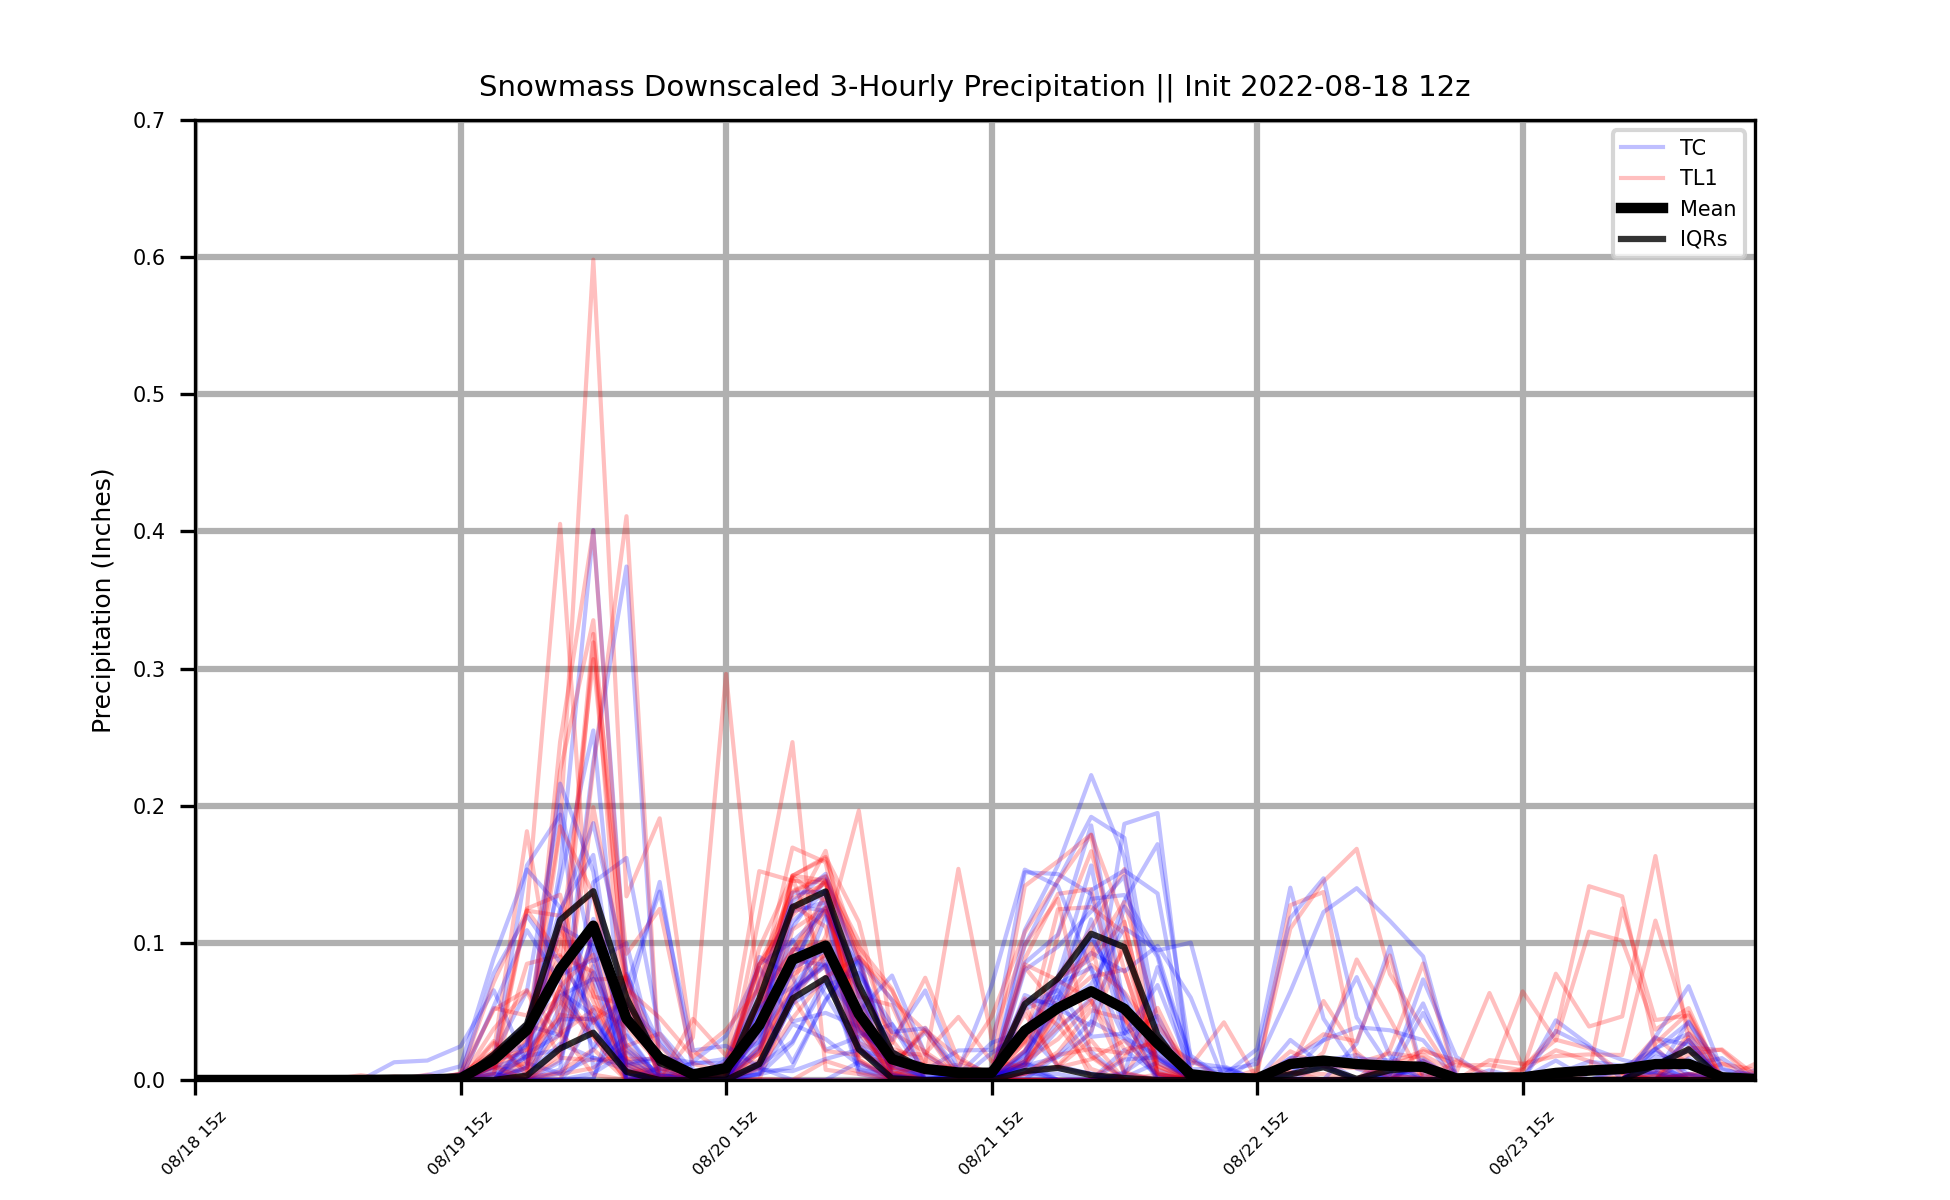 Snowmass Downscaled 3-Hourly Precipitation || Init 2022-08-18 12z
0.7
0.6
0.5
0.4
0.3
0.2
0.1
0.0
Precipitation (Inches)
TC
TL1
Mean
IQRs
08/18 15z
08/19 15z
08/20 15z
08/21 15z
08/22 15z
08/23 15z